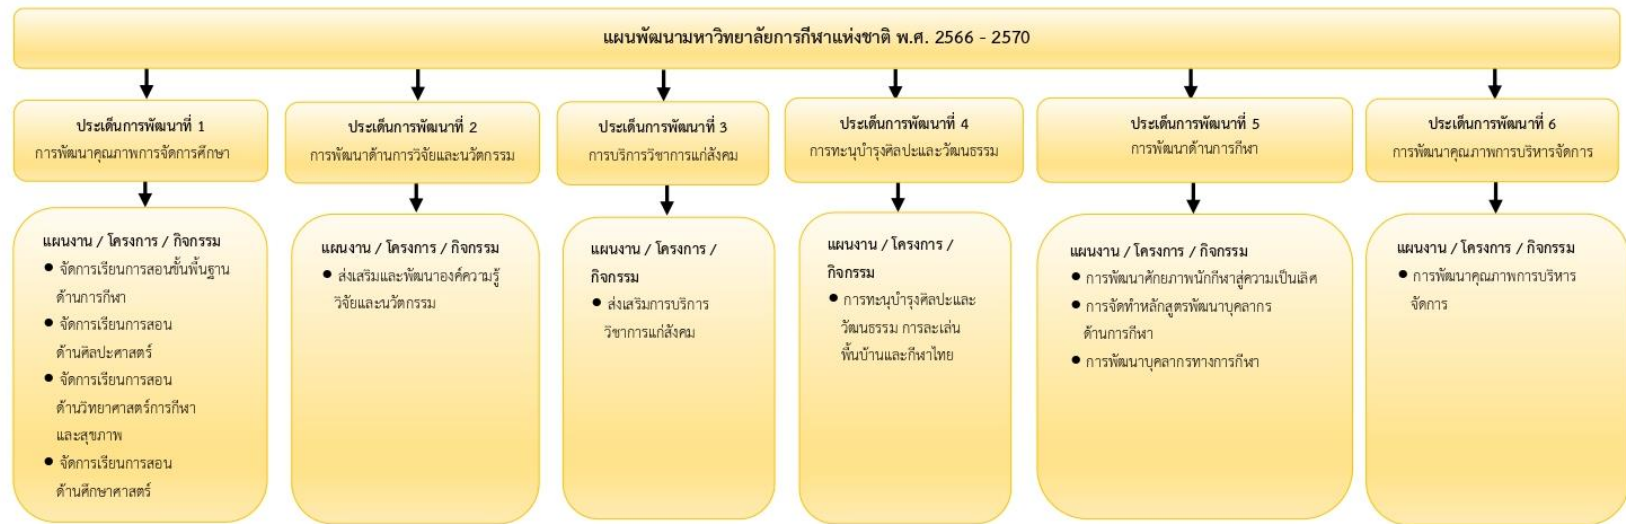 แผนพัฒนามหาวิทยาลัยการกีฬาแห่งชาติ พ.ศ. 2566 - 2570
ประเด็นการพัฒนาที่ 1
การพัฒนาคุณภาพการจัดการศึกษา
แผนงาน / โครงการ / กิจกรรม
● จัดการเรียนการสอนขั้นพื้นฐาน
ด้านการกีฬา
● จัดการเรียนการสอน
ด้านศิลปะศาสตร์
● จัดการเรียนการสอน
ด้านวิทยาศาสตร์การกีฬา
และสุขภาพ
● จัดการเรียนการสอน
ด้านศึกษาศาสตร์
ประเด็นการพัฒนาที่ 2
การพัฒนาด้านการวิจัยและนวัตกรรม
แผนงาน / โครงการ / กิจกรรม
● ส่งเสริมและพัฒนาองค์ความรู้
วิจัยและนวัตกรรม
ประเด็นการพัฒนาที่ 3
การบริการวิชาการแก่สังคม
แผนงาน / โครงการ /
กิจกรรม
● ส่งเสริมการบริการ
วิชาการแก่สังคม
ประเด็นการพัฒนาที่ 4
การทะนุบำรุงศิลปะและวัฒนธรรม
แผนงาน / โครงการ /
กิจกรรม
● การทะนุบำรุงศิลปะและ
วัฒนธรรม การละเล่น
พื้นบ้านและกีฬาไทย
ประเด็นการพัฒนาที่ 5
การพัฒนาด้านการกีฬา
แผนงาน / โครงการ / กิจกรรม
● การพัฒนาศักยภาพนักกีฬาสู่ความเป็นเลิศ
● การจัดทำหลักสูตรพัฒนาบุคลากร
ด้านการกีฬา
● การพัฒนาบุคลากรทางการกีฬา
ประเด็นการพัฒนาที่ 6
การพัฒนาคุณภาพการบริหารจัดการ
แผนงาน / โครงการ / กิจกรรม
● การพัฒนาคุณภาพการบริหาร
จัดการ